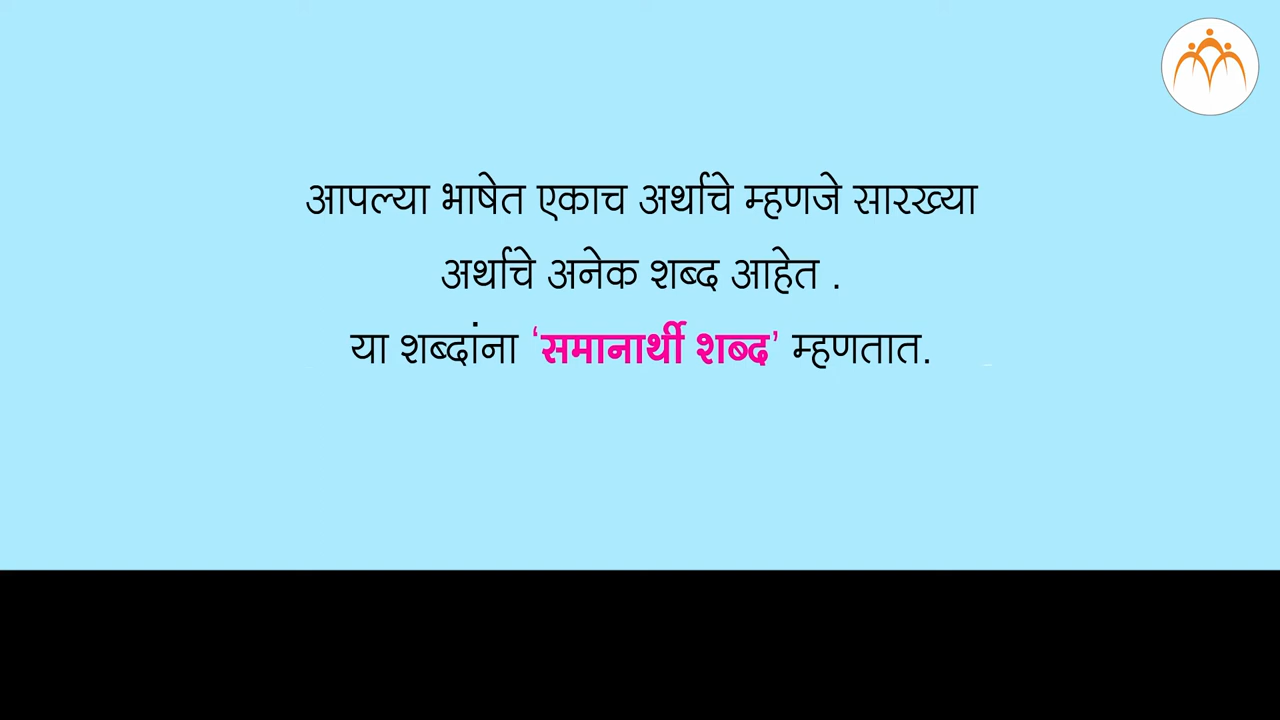 आपल्या भाषेत एकाच अर्थाचे म्हणजे सारख्या
अर्थाचे अनेक शब्द आहेत .
या शब्दांना ‘समानार्थी शब्द’ म्हणतात.